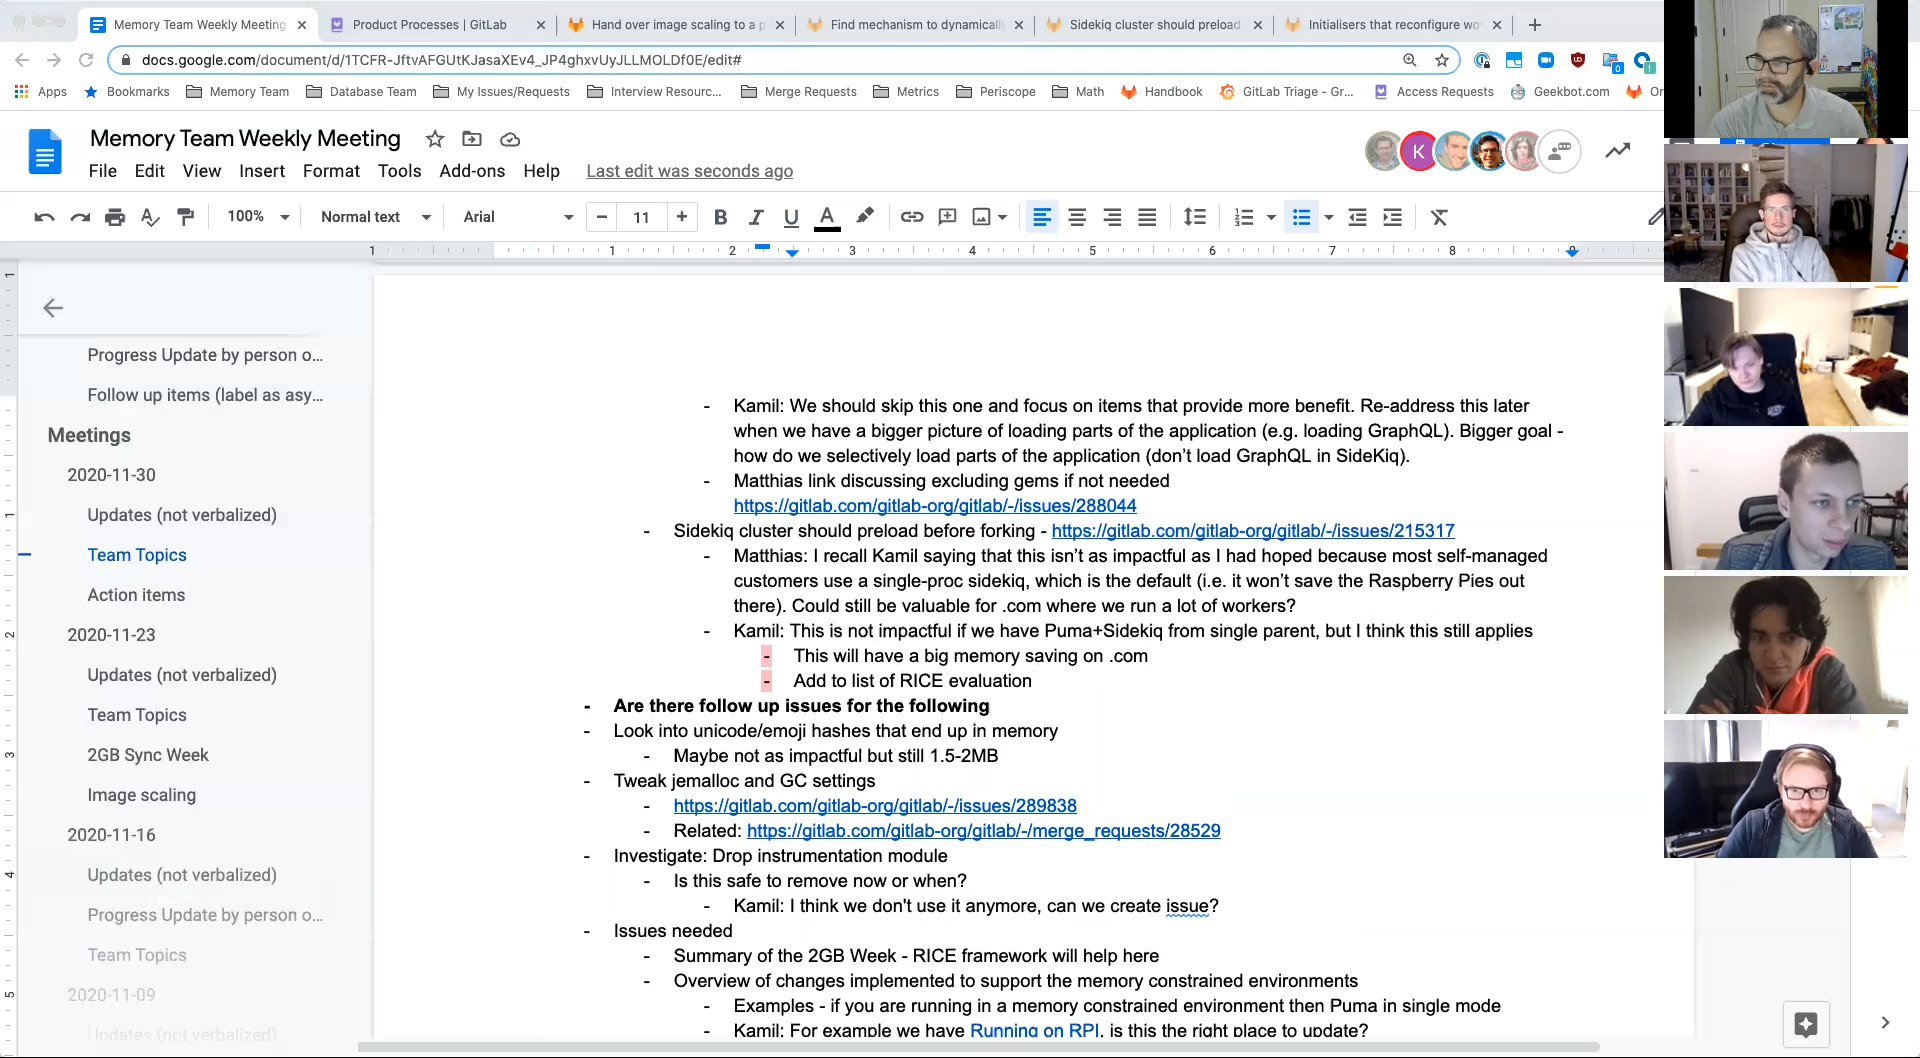 Memory Team Weekly Meeting
Product Processes | GitLab
Hand over image scaling to a p
Find mechanism to dynamically
Sidekiq cluster should preload
Initialisers that reconfigure wo
docs.google.com/document/d/1TCFR-JftvAFGUtKJasaXEv4_JP4ghxvUyJLLMOLDf0E/edit#
Apps
Bookmarks
Memory Team
Database Team
My Issues/Requests
Interview Resourc...
Merge Requests
Metrics
Periscope
Math
Handbook
GitLab Triage - Gr...
Access Requests
Geekbot.com
Or
Memory Team Weekly Meeting
K
File Edit View Insert Format Tools Add-ons Help Last edit was seconds ago
100% Normal text Arial 11 B I U A
1 1 2 3 4 5 6 7 8 9
Progress Update by person o...
Follow up items (label as asy...
Meetings
2020-11-30
Updates (not verbalized)
Team Topics
Action items
2020-11-23
Updates (not verbalized)
Team Topics
2GB Sync Week
Image scaling
2020-11-16
Updates (not verbalized)
Progress Update by person o...
Team Topics
2020-11-09
Updates (not verbalized)
- Kamil: We should skip this one and focus on items that provide more benefit. Re-address this later
when we have a bigger picture of loading parts of the application (e.g. loading GraphQL). Bigger goal -
how do we selectively load parts of the application (don't load GraphQL in SideKiq).
- Matthias link discussing excluding gems if not needed
https://gitlab.com/gitlab-org/gitlab/-/issues/288044
- Sidekiq cluster should preload before forking - https://gitlab.com/gitlab-org/gitlab/-/issues/215317
- Matthias: I recall Kamil saying that this isn't as impactful as I had hoped because most self-managed
customers use a single-proc sidekiq, which is the default (i.e. it won't save the Raspberry Pies out
there). Could still be valuable for .com where we run a lot of workers?
- Kamil: This is not impactful if we have Puma+Sidekiq from single parent, but I think this still applies
- This will have a big memory saving on .com
- Add to list of RICE evaluation
- Are there follow up issues for the following
- Look into unicode/emoji hashes that end up in memory
- Maybe not as impactful but still 1.5-2MB
- Tweak jemalloc and GC settings
- https://gitlab.com/gitlab-org/gitlab/-/issues/289838
- Related: https://gitlab.com/gitlab-org/gitlab/-/merge_requests/28529
- Investigate: Drop instrumentation module
- Is this safe to remove now or when?
- Kamil: I think we don't use it anymore, can we create issue?
- Issues needed
- Summary of the 2GB Week - RICE framework will help here
- Overview of changes implemented to support the memory constrained environments
- Examples - if you are running in a memory constrained environment then Puma in single mode
- Kamil: For example we have Running on RPI, is this the right place to update?